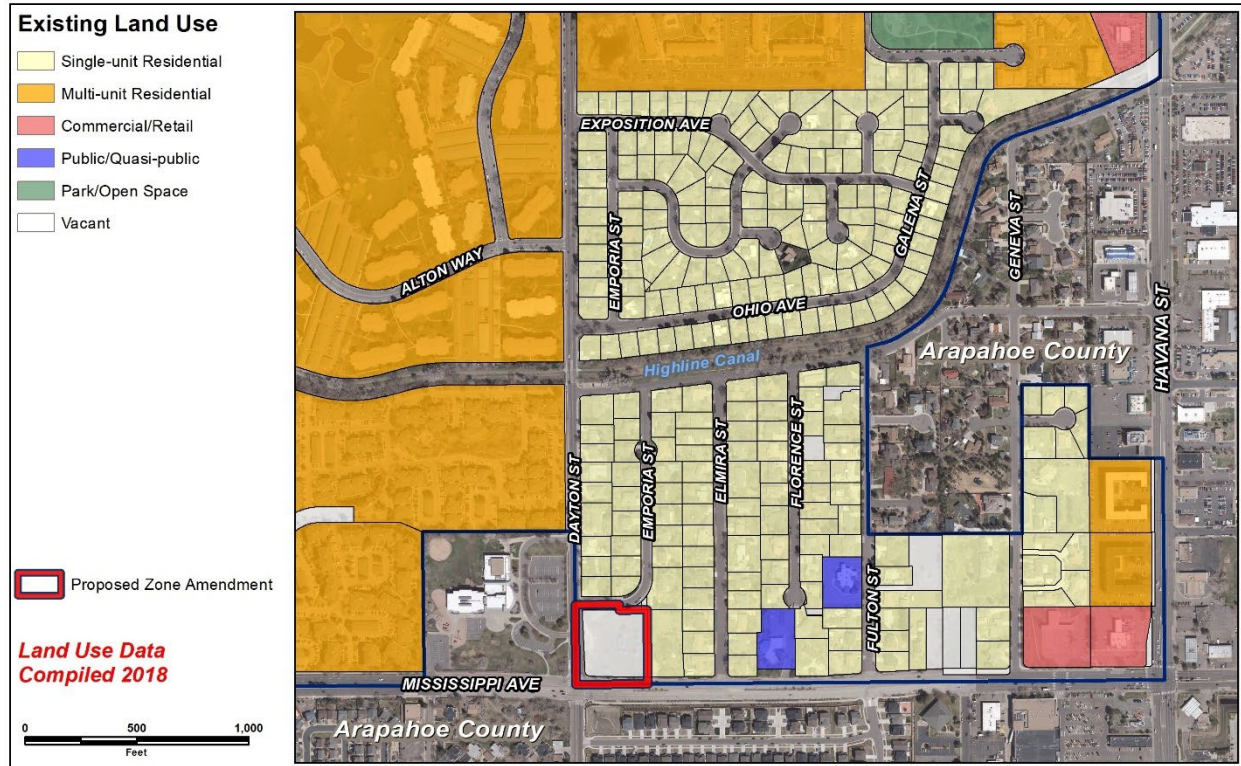 Existing Land Use
Single-unit Residential
Multi-unit Residential
Commercial/Retail
Public/Quasi-public
Park/Open Space
Vacant
Proposed Zone Amendment
Land Use Data
Compiled 2018
0 500 1,000
Feet
EXPOSITION AVE
EMPORIA ST
GALENA ST
GENEVA ST
ALTON WAY
OHIO AVE
HAVANA ST
Highline Canal
Arapahoe County
DAYTON ST
EMPORIA ST
ELMIRA ST
FLORENCE ST
FULTON ST
MISSISSIPPI AVE
Arapahoe County